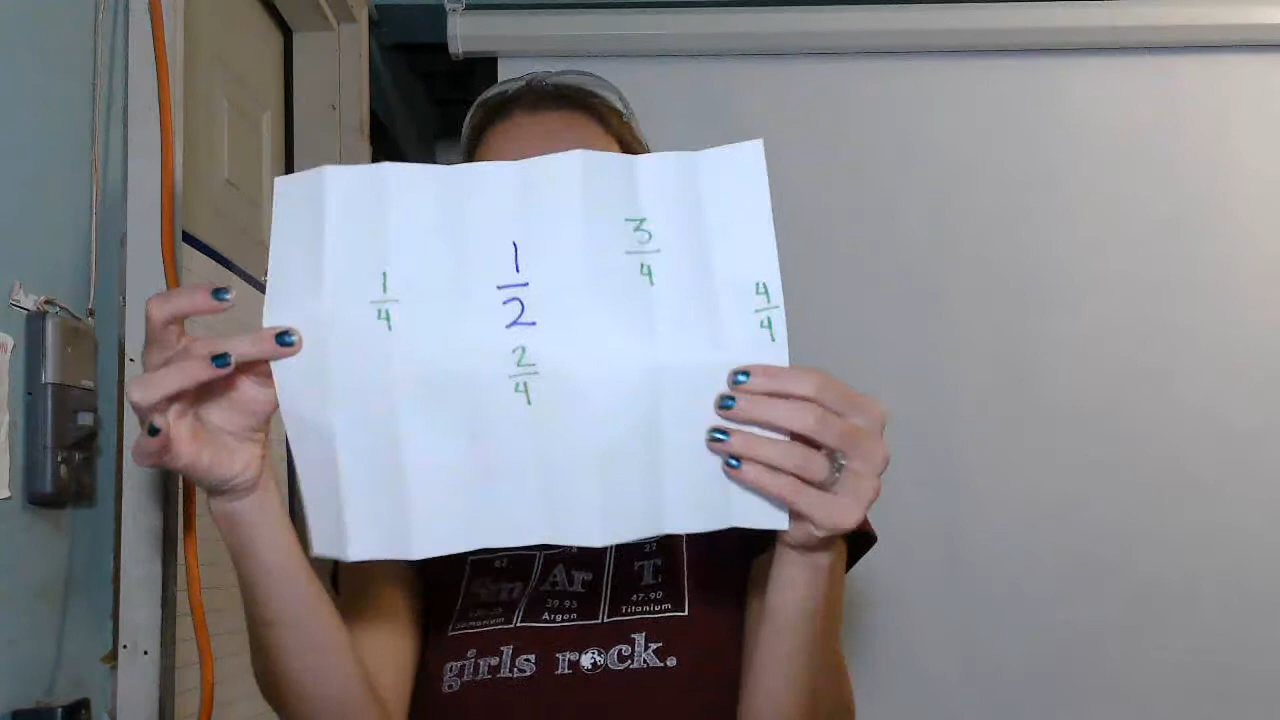 1/4 1/2 3/4 4/4
2/4
Ar T
39.95 47.90
Argon Titanium
girls rock.